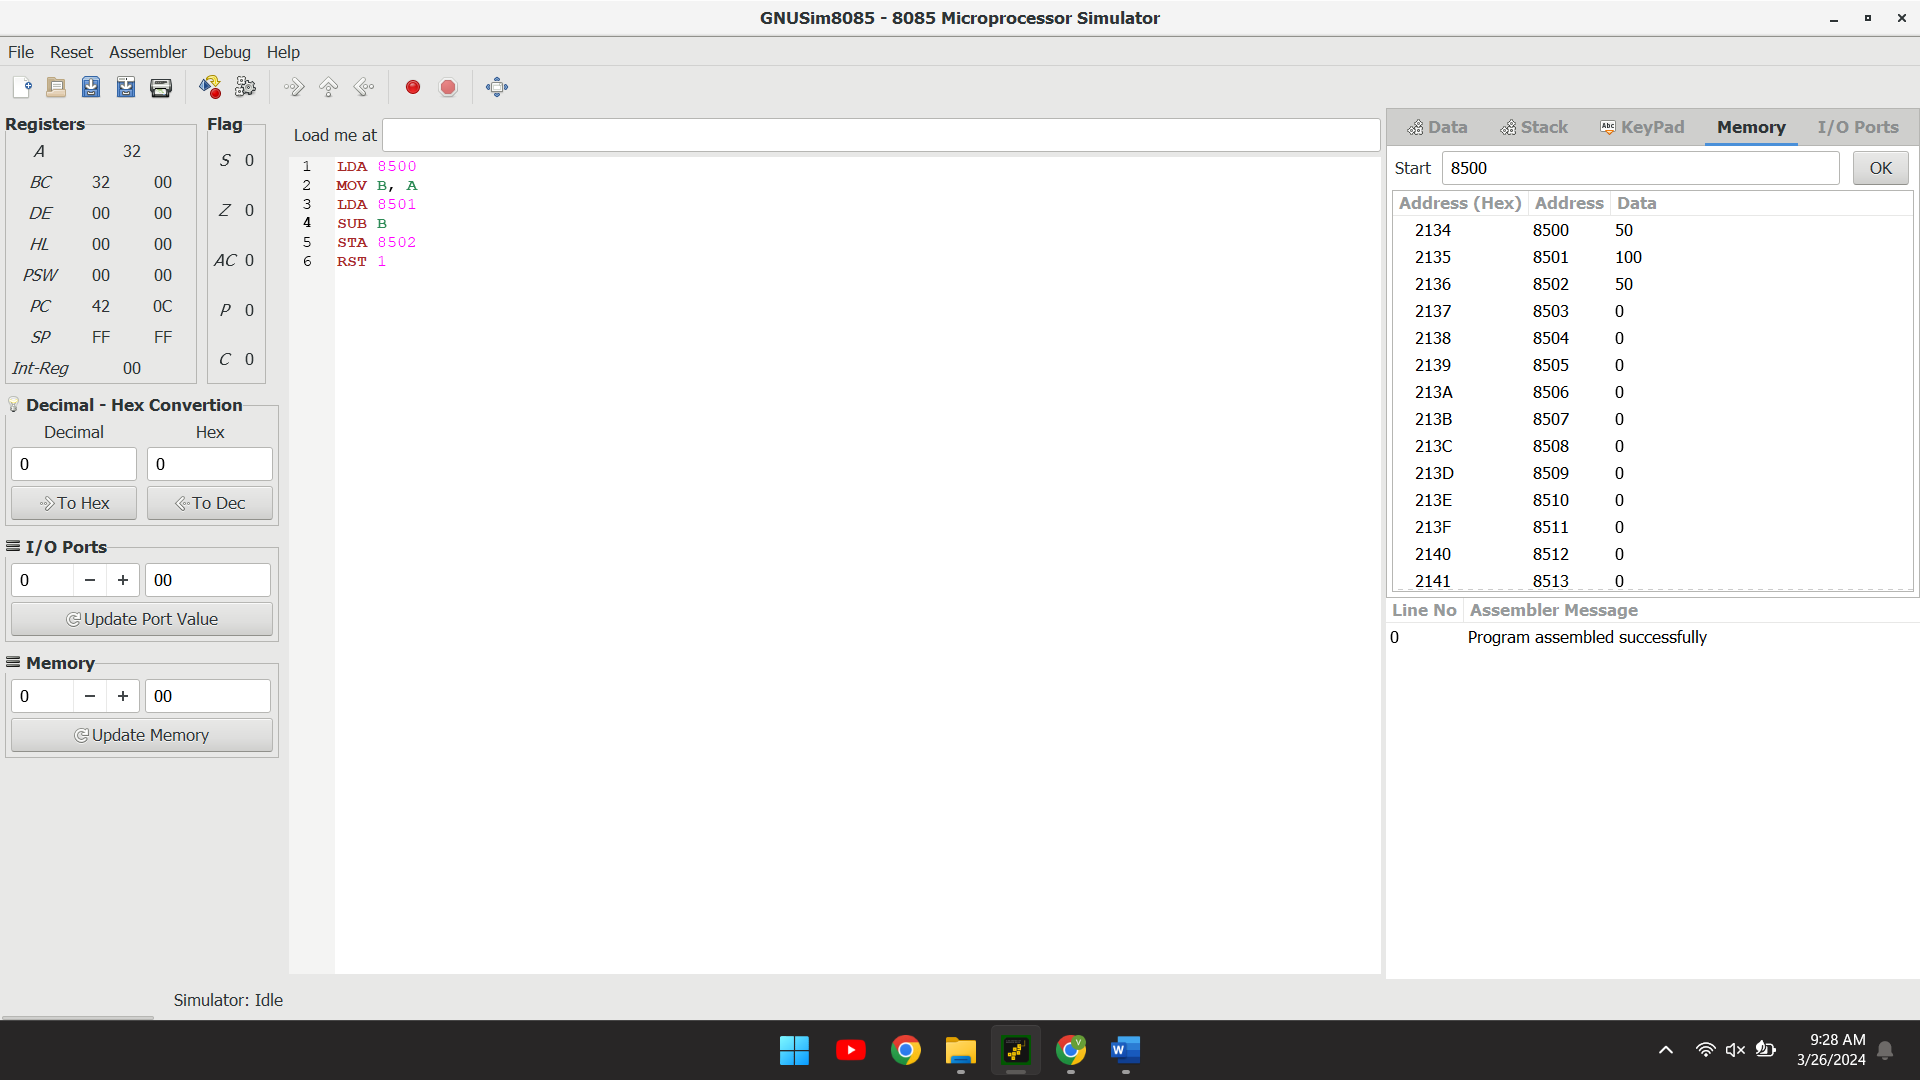 GNUSim8085 - 8085 Microprocessor Simulator
File Reset Assembler Debug Help
Registers
A 32
BC 32 00
DE 00 00
HL 00 00
PSW 00 00
PC 42 0C
SP FF FF
Int-Reg 00
Flag
S 0
Z 0
AC 0
P 0
C 0
Decimal - Hex Convertion
Decimal Hex
0 0
To Hex To Dec
I/O Ports
0 − + 00
Update Port Value
Memory
0 − + 00
Update Memory
Load me at
1 LDA 8500
2 MOV B, A
3 LDA 8501
4 SUB B
5 STA 8502
6 RST 1
Data Stack Abc KeyPad Memory I/O Ports
Start 8500 OK
Address (Hex) Address Data
2134 8500 50
2135 8501 100
2136 8502 50
2137 8503 0
2138 8504 0
2139 8505 0
213A 8506 0
213B 8507 0
213C 8508 0
213D 8509 0
213E 8510 0
213F 8511 0
2140 8512 0
2141 8513 0
Line No Assembler Message
0 Program assembled successfully
Simulator: Idle
V
W
9:28 AM
3/26/2024